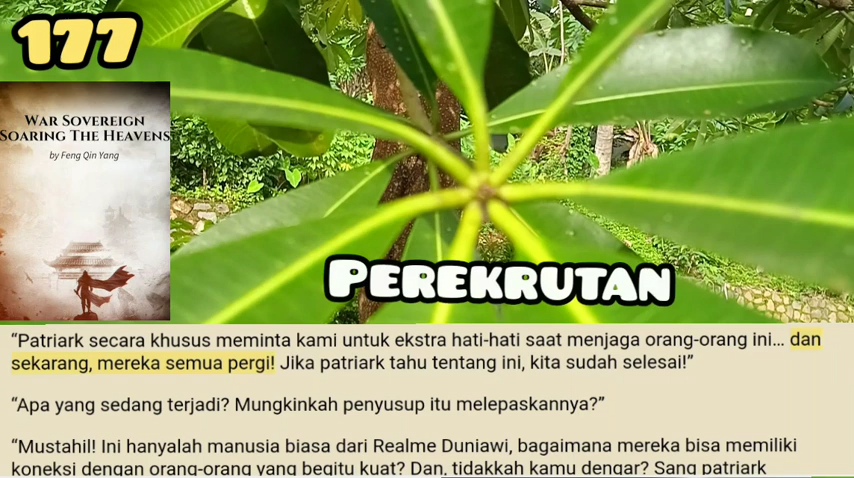 177
WAR SOVEREIGN
SOARING THE HEAVENS
by Feng Qin Yang
PEREKRUTAN
“Patriark secara khusus meminta kami untuk ekstra hati-hati saat menjaga orang-orang ini... dan
sekarang, mereka semua pergi! Jika patriark tahu tentang ini, kita sudah selesai!”
“Apa yang sedang terjadi? Mungkinkah penyusup itu melepaskannya?”
“Mustahil! Ini hanyalah manusia biasa dari Realme Duniawi, bagaimana mereka bisa memiliki
koneksi dengan orang-orang yang begitu kuat? Dan, tidakkah kamu dengar? Sang patriark